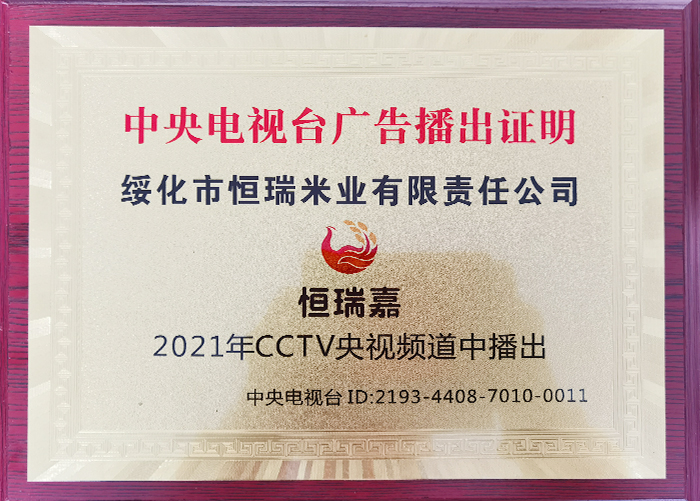 中央电视台广告播出证明
绥化市恒瑞米业有限责任公司
恒瑞嘉
2021年CCTV央视频道中播出
中央电视台 ID:2193-4408-7010-0011